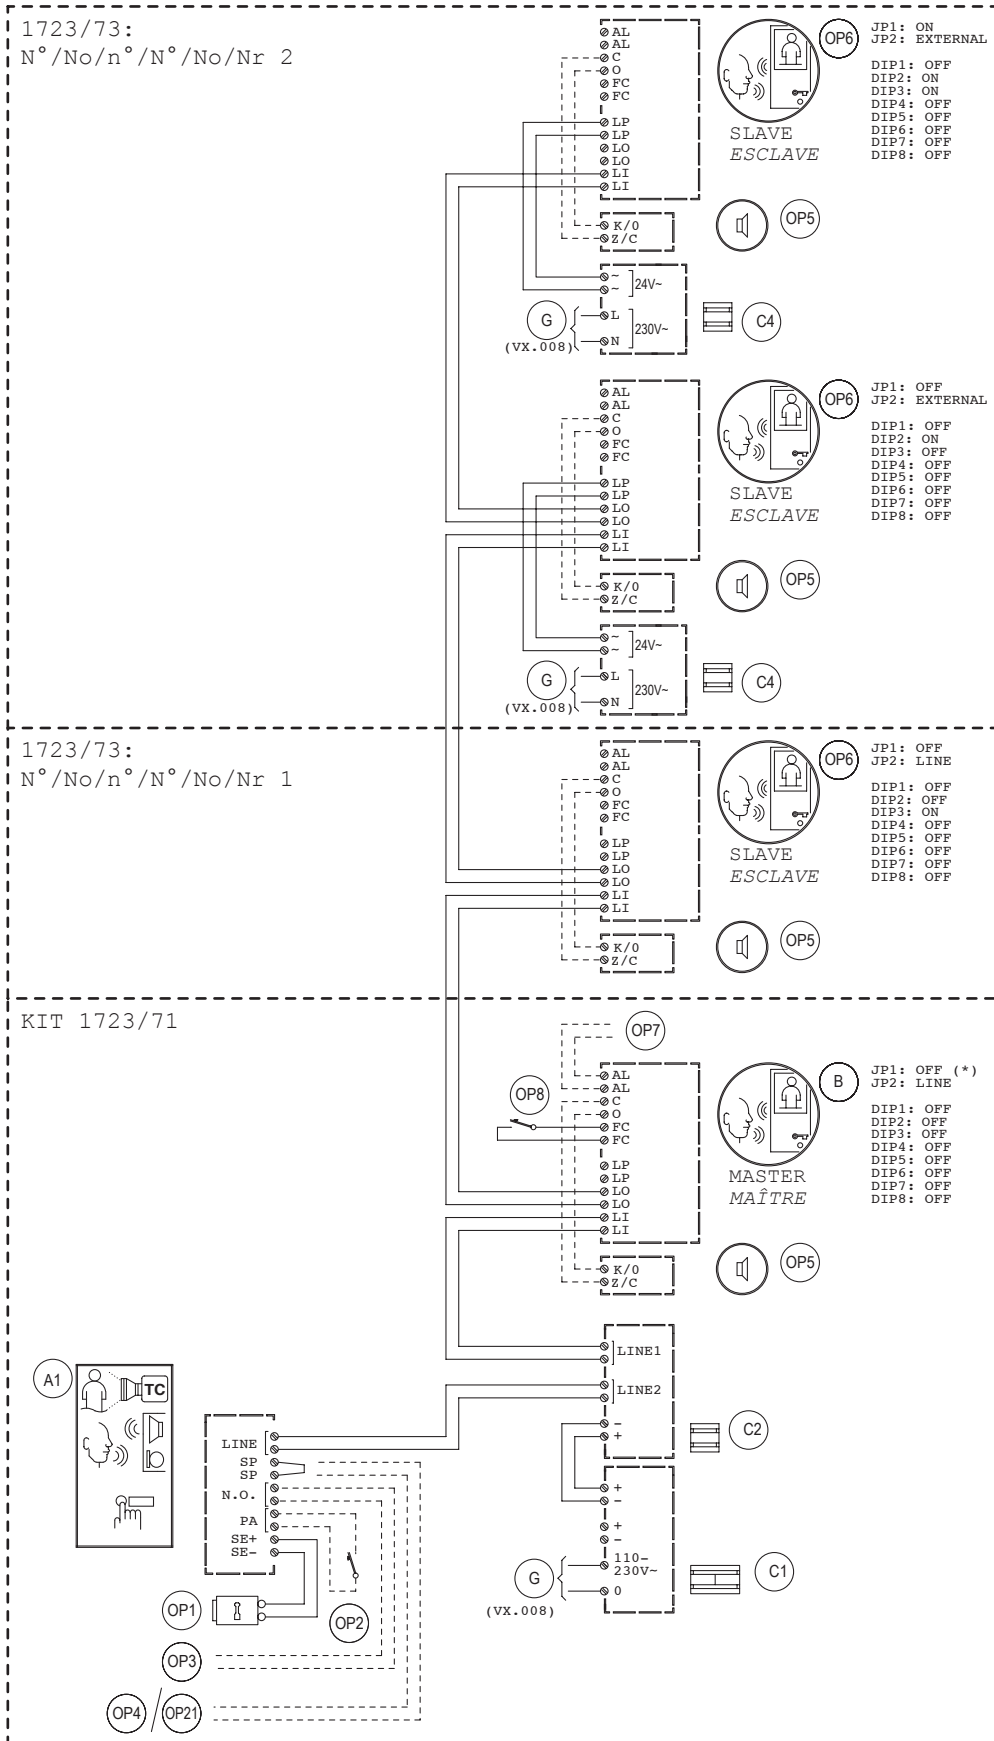 1723/73:
N°/No/n°/N°/No/Nr 2
AL
AL
C
O
FC
FC
LP
LP
LO
LO
LI
LI
K/0
Z/C
~
~
24V~
L
N
230V~
G
(VX.008)
C4
OP6
SLAVE
ESCLAVE
OP5
JP1: ON
JP2: EXTERNAL
DIP1: OFF
DIP2: ON
DIP3: ON
DIP4: OFF
DIP5: OFF
DIP6: OFF
DIP7: OFF
DIP8: OFF
AL
AL
C
O
FC
FC
LP
LP
LO
LO
LI
LI
K/0
Z/C
~
~
24V~
L
N
230V~
G
(VX.008)
C4
OP6
SLAVE
ESCLAVE
OP5
JP1: OFF
JP2: EXTERNAL
DIP1: OFF
DIP2: ON
DIP3: OFF
DIP4: OFF
DIP5: OFF
DIP6: OFF
DIP7: OFF
DIP8: OFF
1723/73:
N°/No/n°/N°/No/Nr 1
AL
AL
C
O
FC
FC
LP
LP
LO
LO
LI
LI
K/0
Z/C
OP6
SLAVE
ESCLAVE
OP5
JP1: OFF
JP2: LINE
DIP1: OFF
DIP2: OFF
DIP3: ON
DIP4: OFF
DIP5: OFF
DIP6: OFF
DIP7: OFF
DIP8: OFF
KIT 1723/71
OP7
OP8
AL
AL
C
O
FC
FC
LP
LP
LO
LO
LI
LI
K/0
Z/C
B
MASTER
MAÎTRE
OP5
JP1: OFF (*)
JP2: LINE
DIP1: OFF
DIP2: OFF
DIP3: OFF
DIP4: OFF
DIP5: OFF
DIP6: OFF
DIP7: OFF
DIP8: OFF
LINE1
LINE2
-
+
C2
+
-
+
-
110-
230V~
0
G
(VX.008)
C1
A1
TC
LINE
SP
SP
N.O.
PA
SE+
SE-
OP1
OP2
OP3
OP4 / OP21